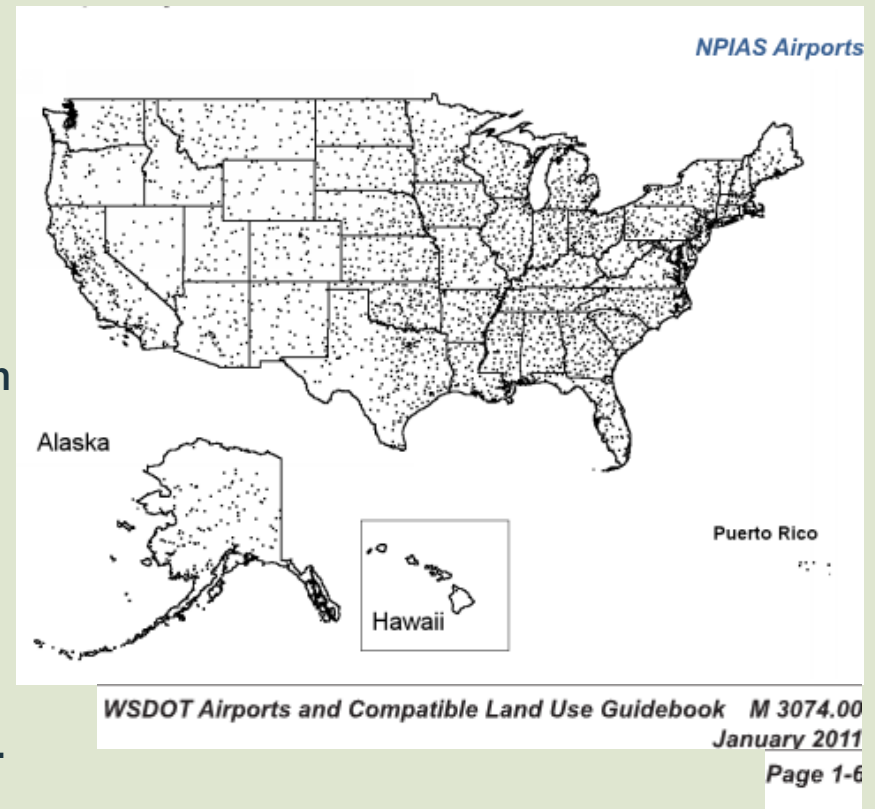 NPIAS Airports
n
Alaska
Puerto Rico
Hawaii
WSDOT Airports and Compatible Land Use Guidebook M 3074.00
January 2011
Page 1-6